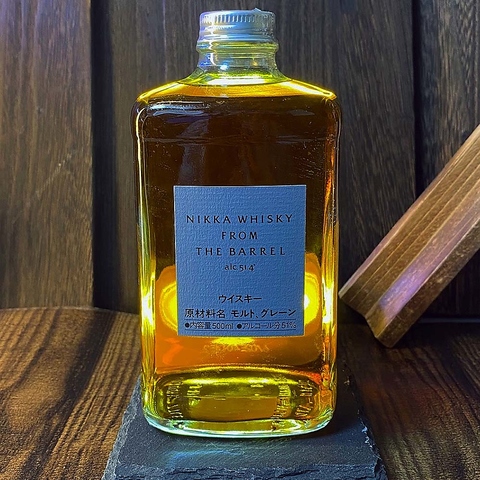 NIKKA WHISKY
FROM
THE BARREL
alc 51.4°
ウイスキー
原材料名 モルト、グレーン
●内容量500ml ●アルコール分51%